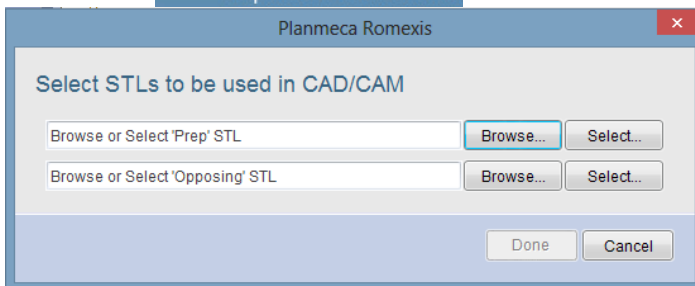 Planmeca Romexis
Select STLs to be used in CAD/CAM
Browse or Select 'Prep' STL Browse... Select...
Browse or Select 'Opposing' STL Browse... Select...
Done Cancel